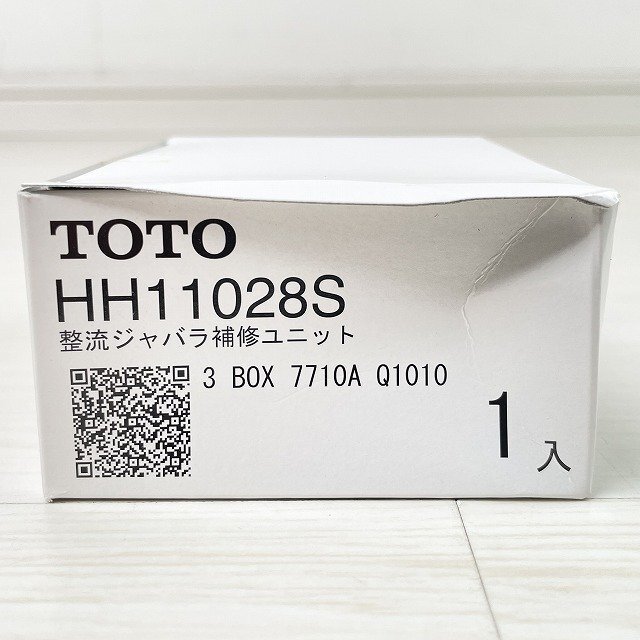 TOTO
HH11028S
整流ジャバラ補修ユニット
3 BOX 7710A Q1010
1入